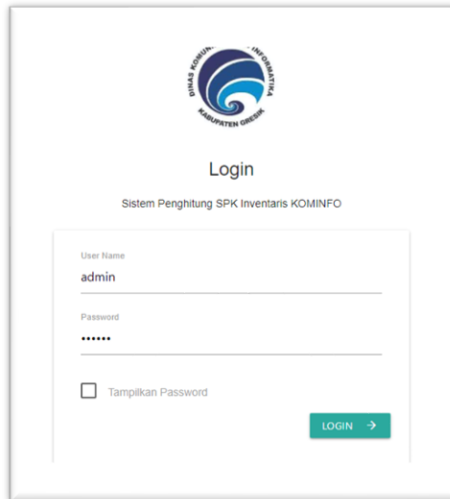 DINAS KOMUNIKASI DAN INFORMATIKA
KABUPATEN GRESIK
Login
Sistem Penghitung SPK Inventaris KOMINFO
User Name
admin
Password
••••••
Tampilkan Password
LOGIN →